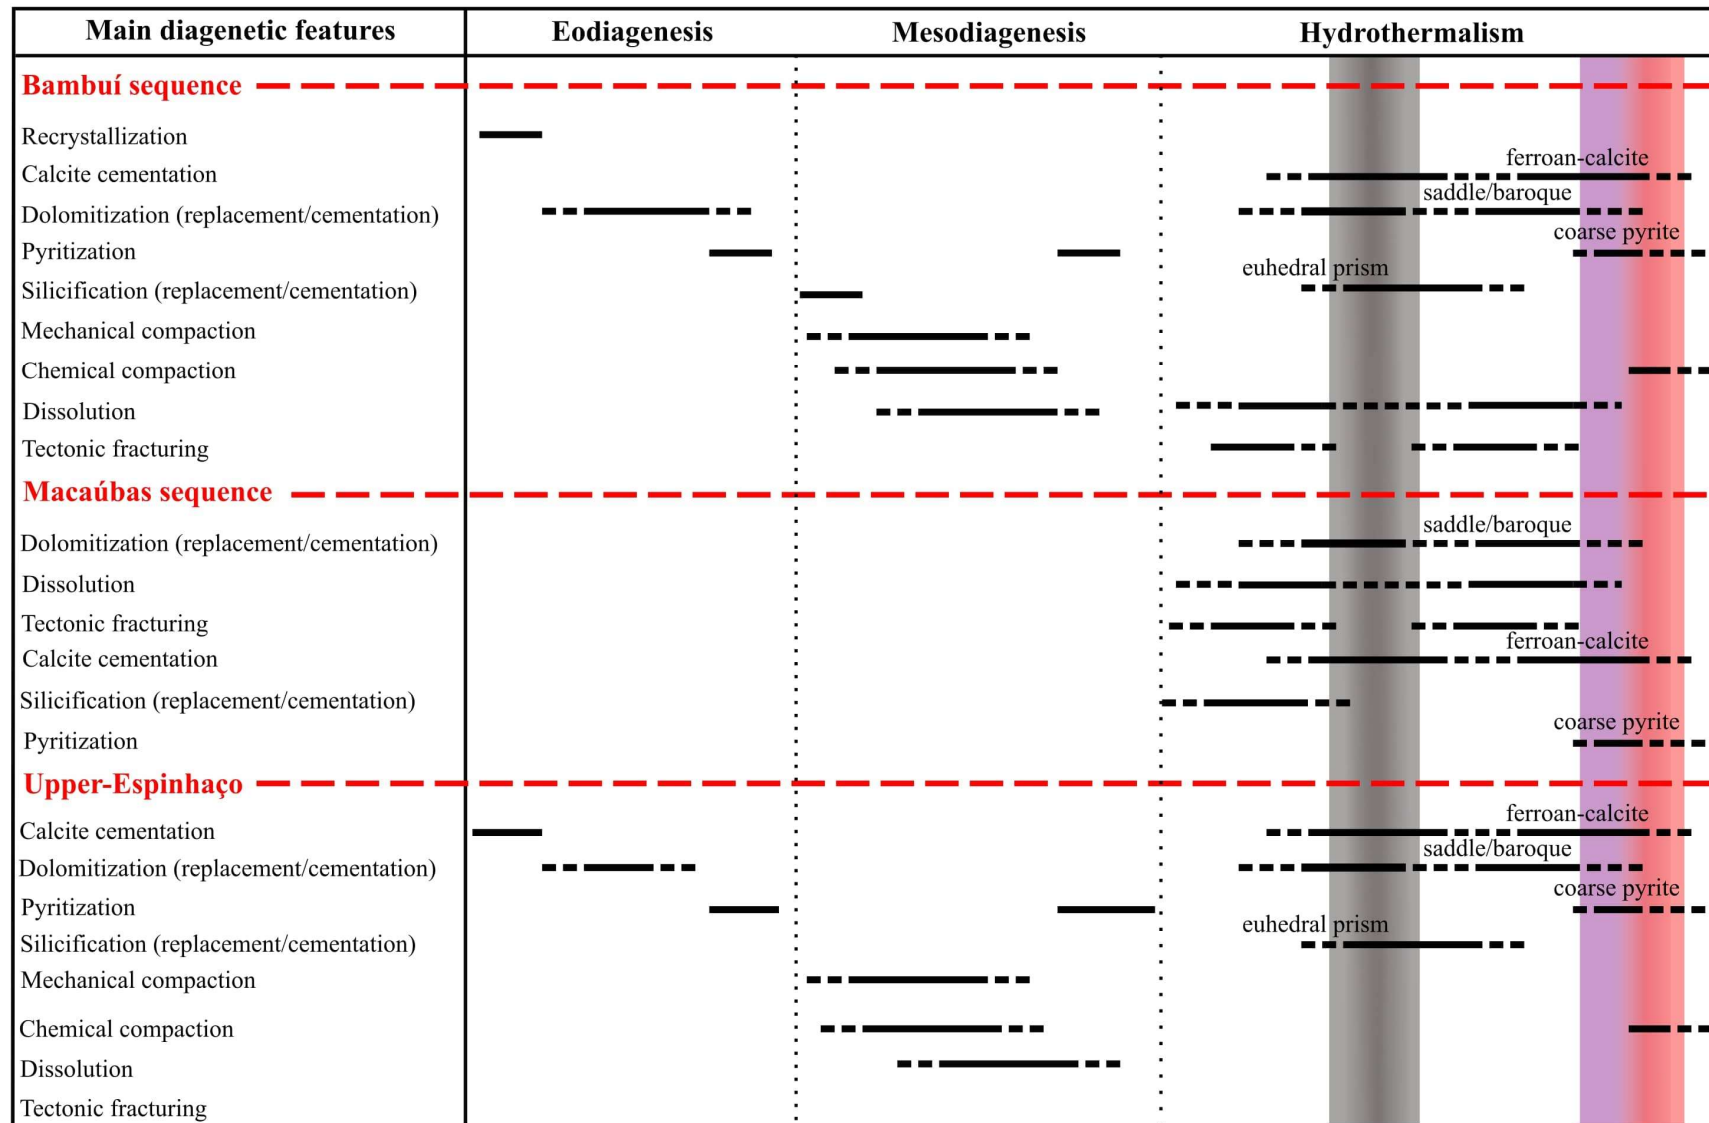 Main diagenetic features Eodiagenesis Mesodiagenesis Hydrothermalism
Bambuí sequence
Recrystallization
ferroan-calcite
Calcite cementation
saddle/baroque
Dolomitization (replacement/cementation)
coarse pyrite
Pyritization
euhedral prism
Silicification (replacement/cementation)
Mechanical compaction
Chemical compaction
Dissolution
Tectonic fracturing
Macaúbas sequence
saddle/baroque
Dolomitization (replacement/cementation)
Dissolution
Tectonic fracturing
ferroan-calcite
Calcite cementation
Silicification (replacement/cementation)
coarse pyrite
Pyritization
Upper-Espinhaço
ferroan-calcite
Calcite cementation
saddle/baroque
Dolomitization (replacement/cementation)
coarse pyrite
Pyritization
euhedral prism
Silicification (replacement/cementation)
Mechanical compaction
Chemical compaction
Dissolution
Tectonic fracturing